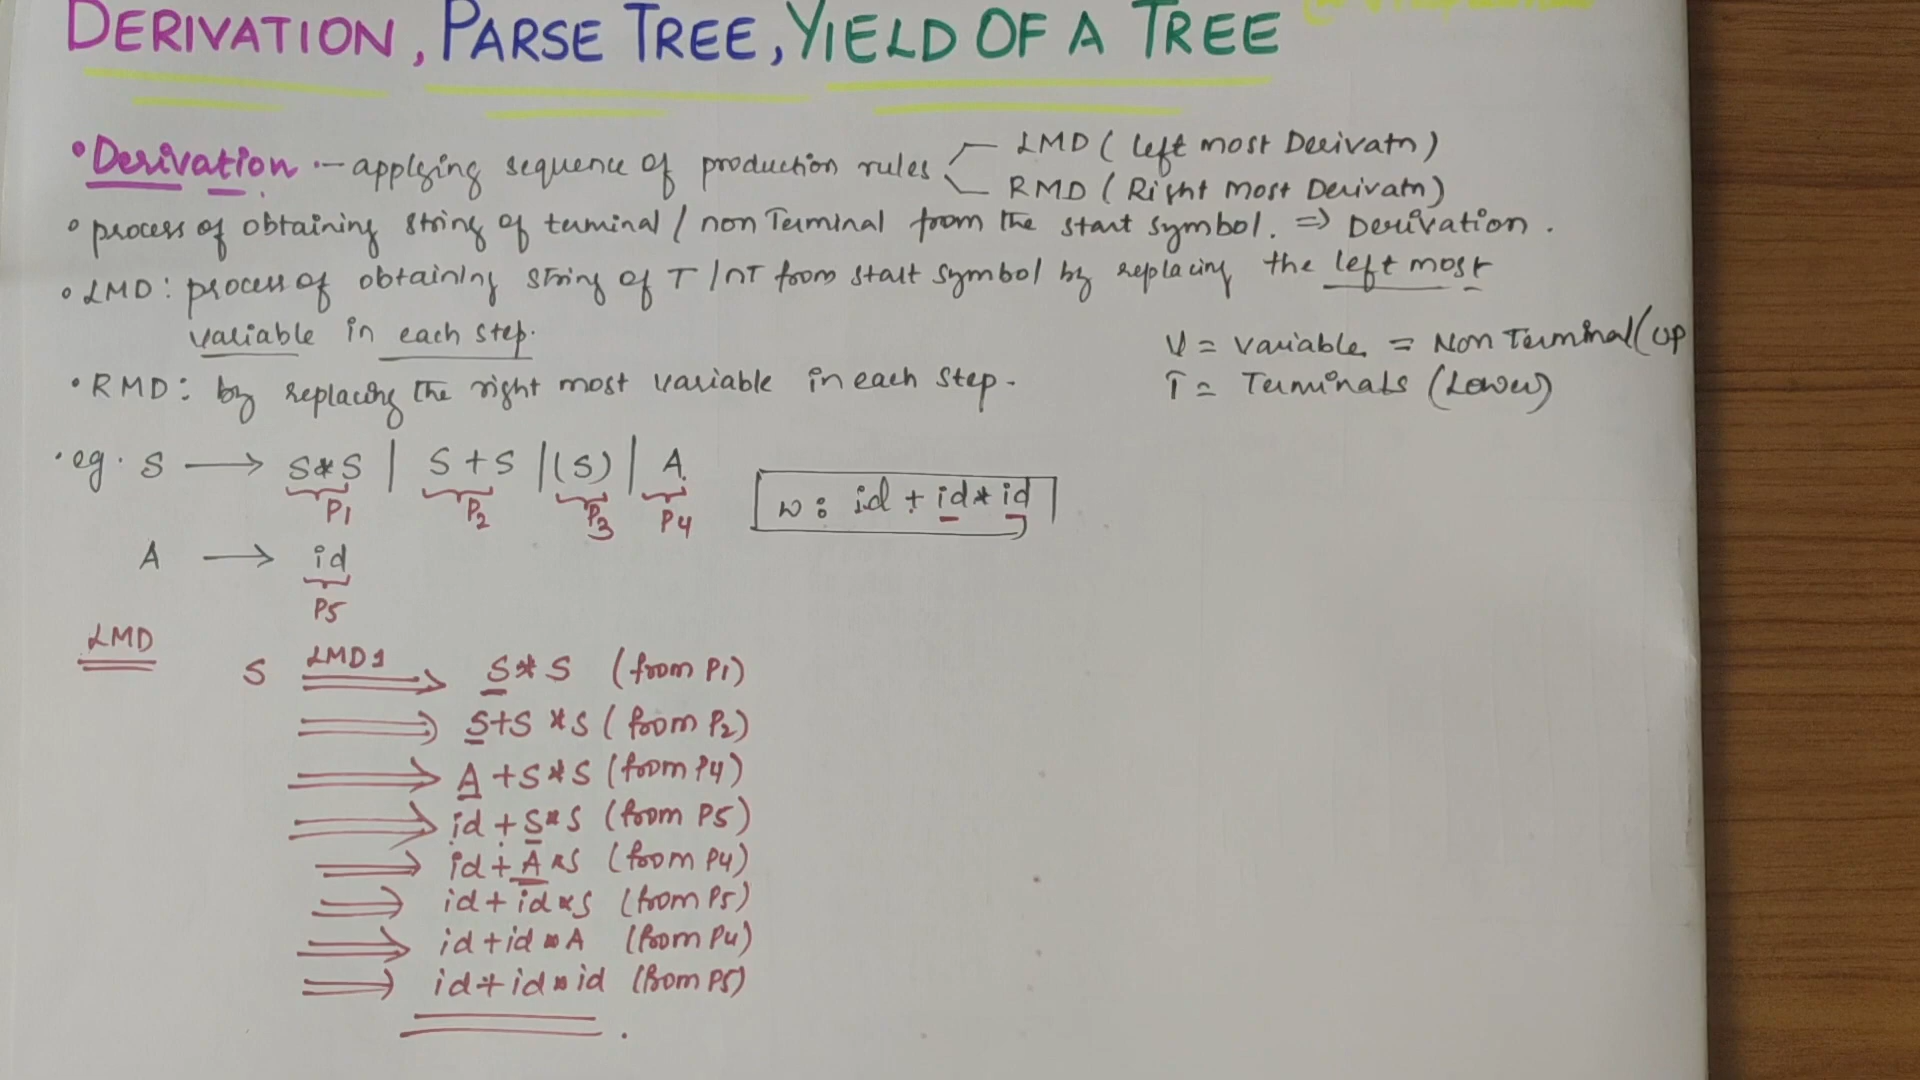 DERIVATION, PARSE TREE, YIELD OF A TREE
• Derivation :- applying sequence of production rules
LMD ( left most Derivatn )
RMD ( Right Most Derivatn )
• process of obtaining string of terminal / non Terminal from the start symbol. => Derivation.
• LMD : process of obtaining string of T / NT from start symbol by replacing the left most
variable in each step.
V = Variable = Non Terminal (up
• RMD : by replacing the right most variable in each step.
T = Terminals (Lower)
• eg. S → S*S | S+S | (S) | A
P1 P2 P3 P4
w : id + id * id
A → id
P5
LMD
S LMD1 => S*S (from P1)
=> S+S *S (from P2)
=> A +S*S (from P4)
=> id + S*S (from P5)
=> id + A *S (from P4)
=> id + id *S (from P5)
=> id + id * A (from P4)
=> id + id * id (from P5)